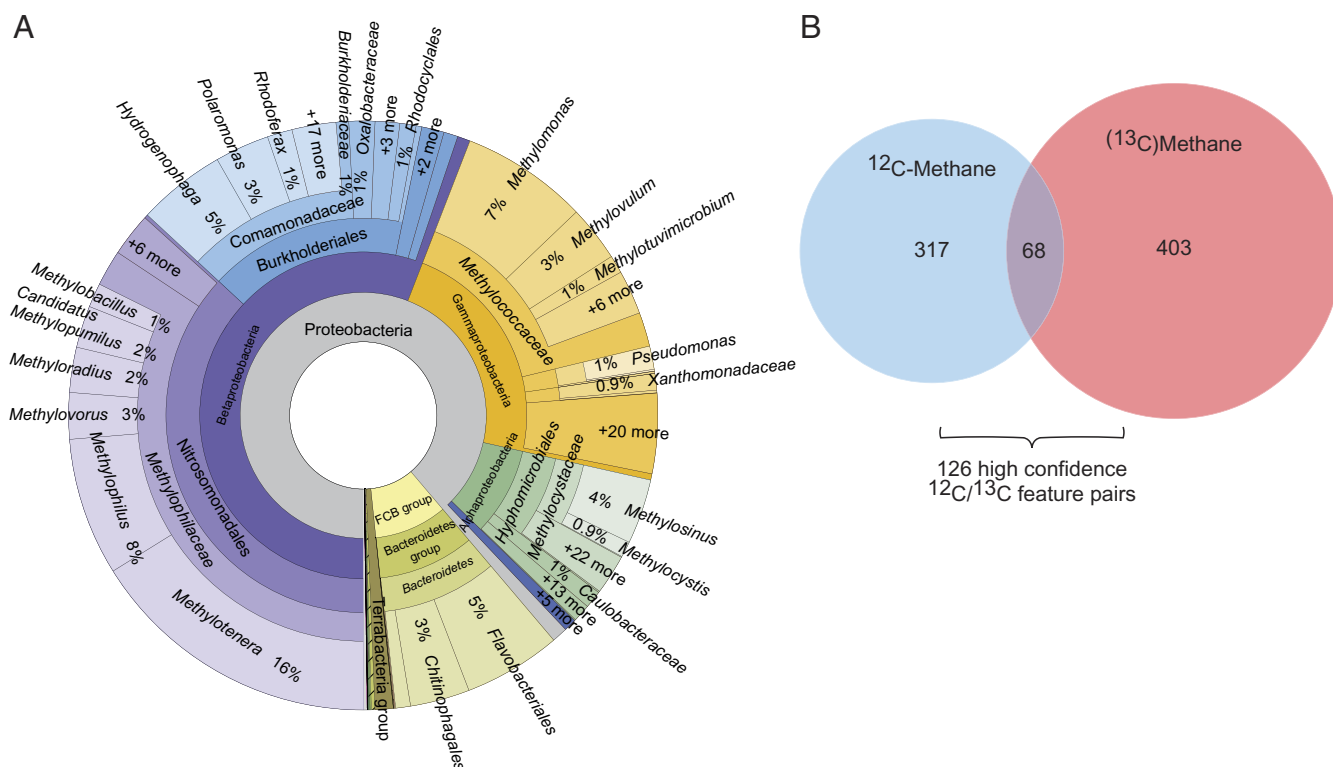 A
Hydrogenophaga
5%
Polaromonas
3%
Rhodoferax
1%
+17 more
Burkholderiaceae
1%
Oxalobacteraceae
1%
+3 more
1%
Rhodocyclales
+2 more
Comamonadaceae
Burkholderiales
Betaproteobacteria
Proteobacteria
Gammaproteobacteria
Methylococcaceae
7%
Methylomonas
3%
Methylovulum
1%
Methylotuvimicrobium
+6 more
1%
Pseudomonas
0.9%
Xanthomonadaceae
+20 more
Alphaproteobacteria
Hyphomicrobiales
Methylocystaceae
4%
Methylosinus
0.9%
Methylocystis
+22 more
1%
Caulobacteraceae
+13 more
+5 more
FCB group
Bacteroidetes
group
Bacteroidetes
5%
Flavobacteriales
3%
Chitinophagales
Terrabacteria group
+6 more
Methylobacillus 1%
Candidatus
Methylopumilus 2%
Methyloradius 2%
Methylovorus 3%
Methylophilus 8%
Methylotenera 16%
Nitrosomonadales
Methylophilaceae
B
¹²C-Methane
(¹³C)Methane
317
68
403
126 high confidence
¹²C/¹³C feature pairs